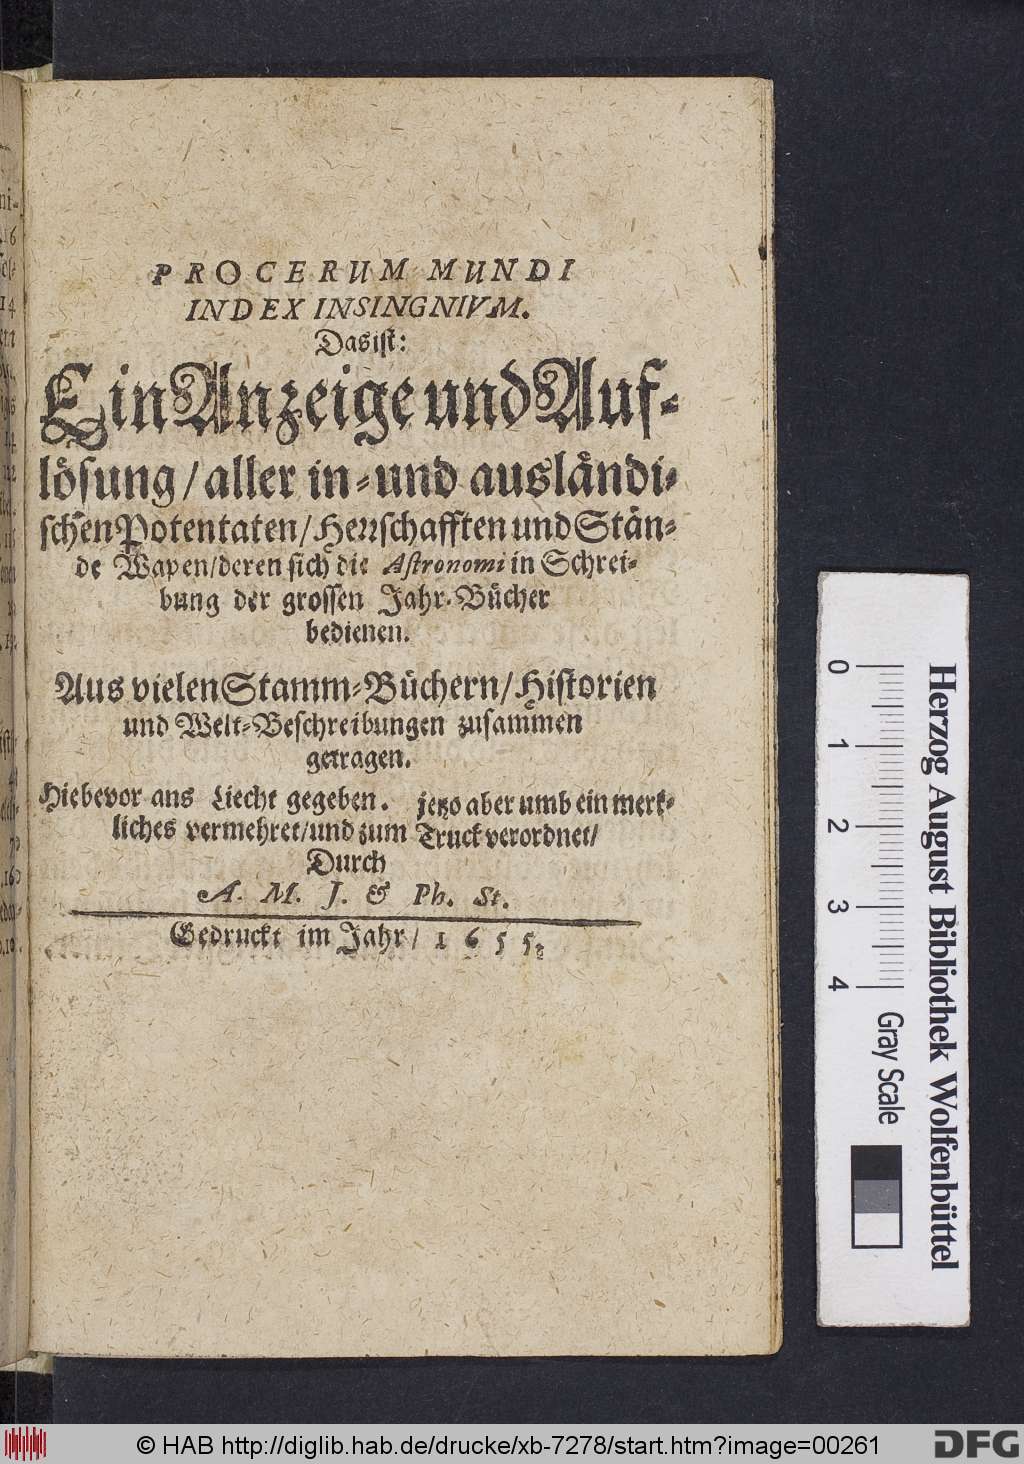 PROCERUM MUNDI
INDEX INSINGNIVM.
Das ist:
Ein Anzeige und Auf-
lösung / aller in- und ausländi-
schen Potentaten / Herrschafften und Stän-
de Wapen / deren sich die Astronomi in Schrei-
bung der grossen Jahr-Bücher
bedienen.
Aus vielen Stamm-Büchern / Historien
und Welt-Beschreibungen zusammen
getragen.
Hiebevor ans Liecht gegeben. jetzo aber umb ein merk-
liches vermehret / und zum Truck verordnet /
Durch
A. M. J. & Ph. St.
Gedruckt im Jahr / 1655.
0 1 2 3 4 Gray Scale
Herzog August Bibliothek Wolfenbüttel
© HAB http://diglib.hab.de/drucke/xb-7278/start.htm?image=00261
DFG